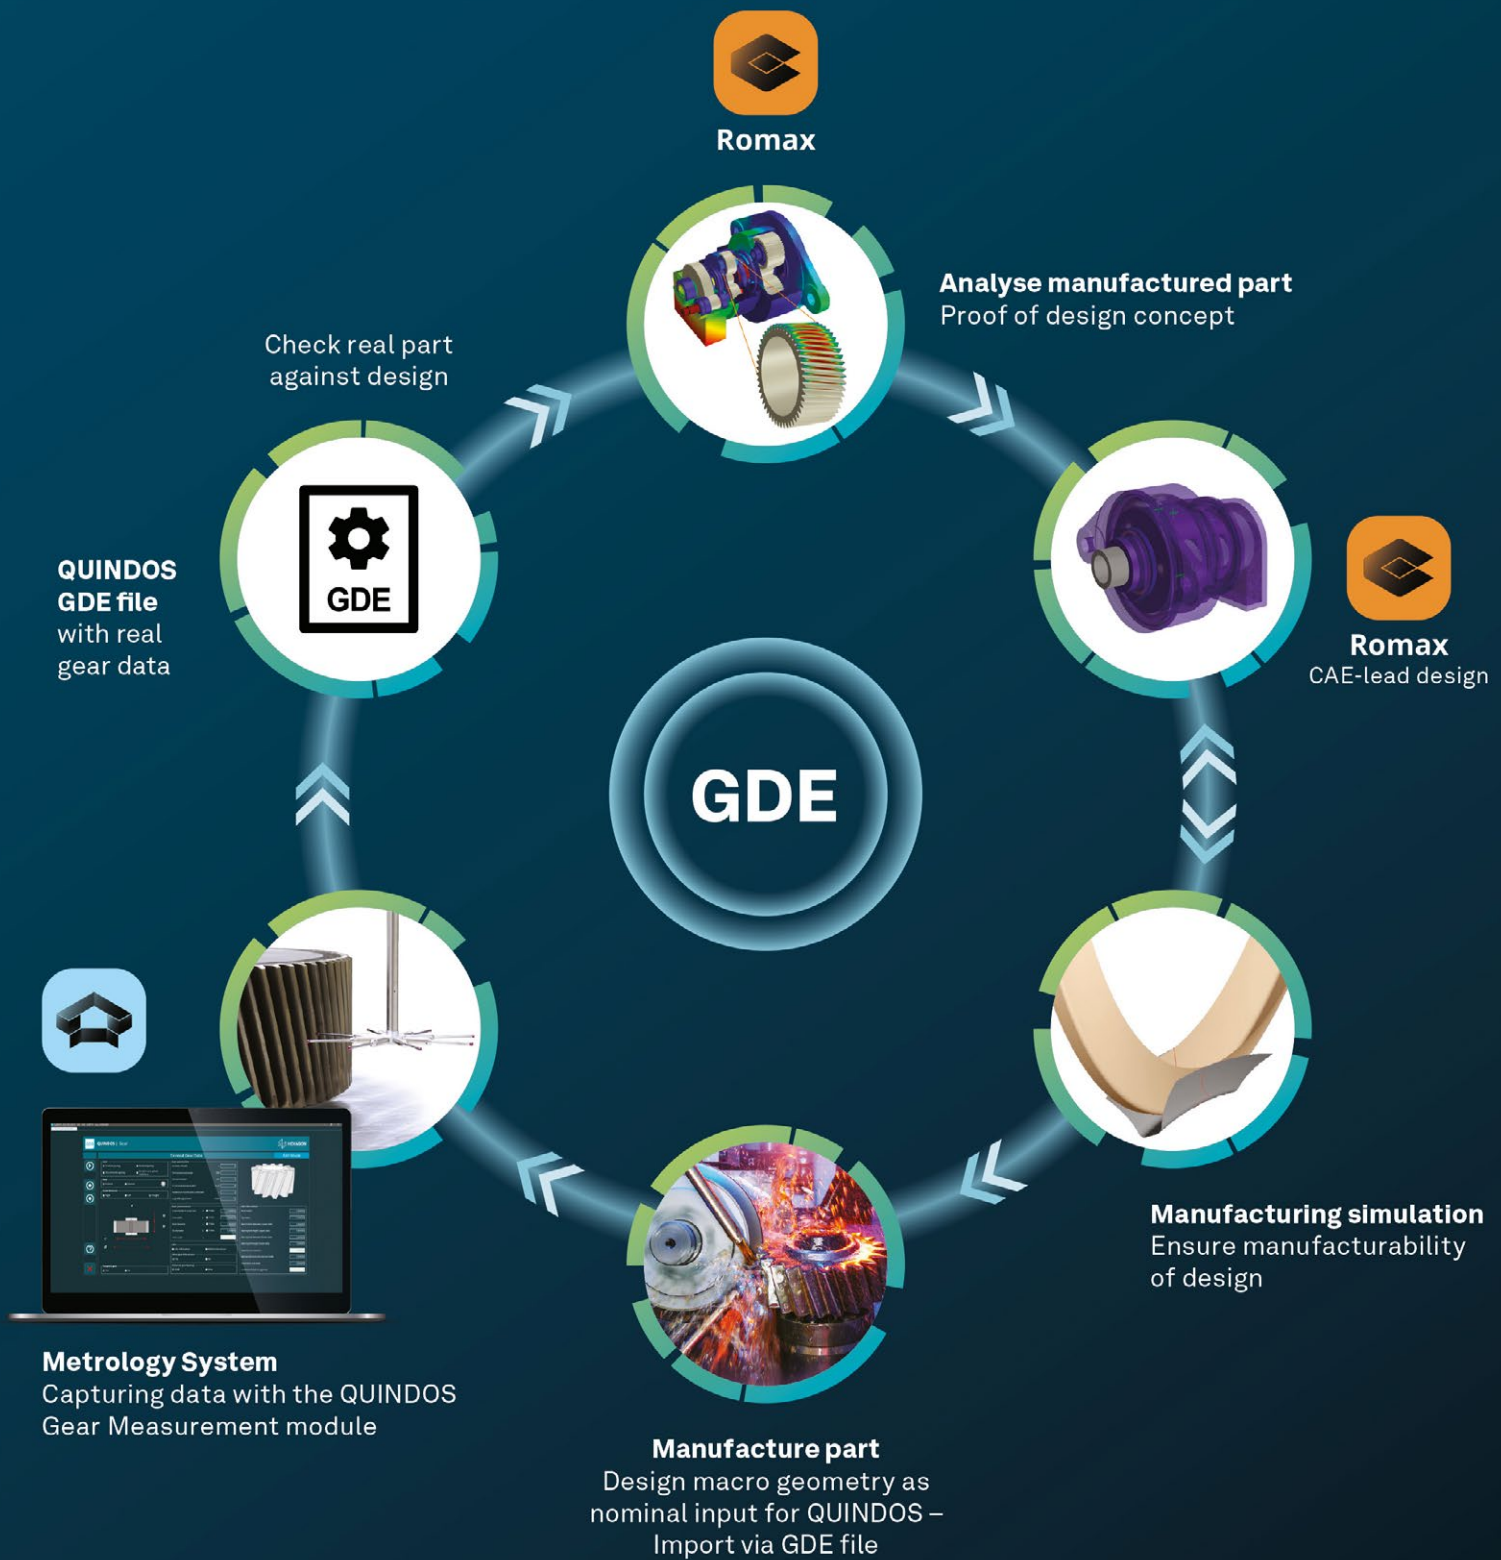 Romax
Analyse manufactured part
Proof of design concept
Check real part
against design
GDE
QUINDOS
GDE file
with real
gear data
Romax
CAE-lead design
GDE
Manufacturing simulation
Ensure manufacturability
of design
HEXAGON
Metrology System
Capturing data with the QUINDOS
Gear Measurement module
Manufacture part
Design macro geometry as
nominal input for QUINDOS –
Import via GDE file